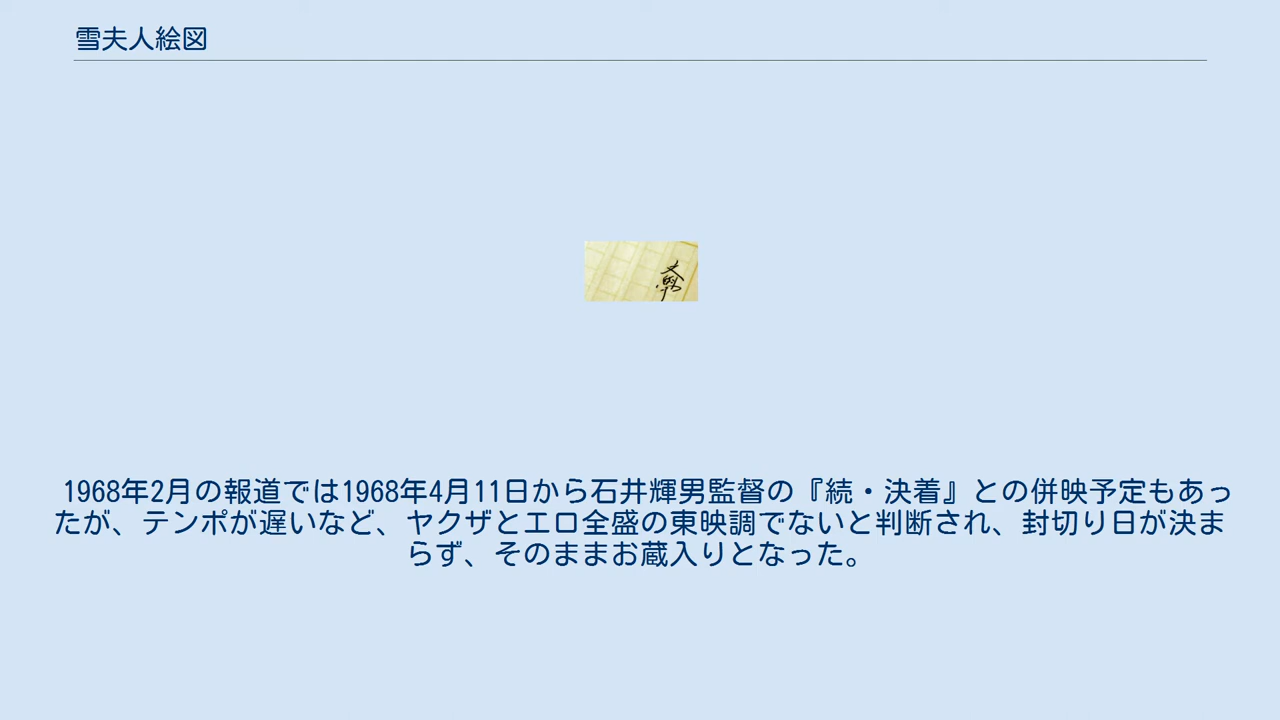 雪夫人絵図
1968年2月の報道では1968年4月11日から石井輝男監督の『続・決着』との併映予定もあっ
たが、テンポが遅いなど、ヤクザとエロ全盛の東映調でないと判断され、封切り日が決ま
らず、そのままお蔵入りとなった。